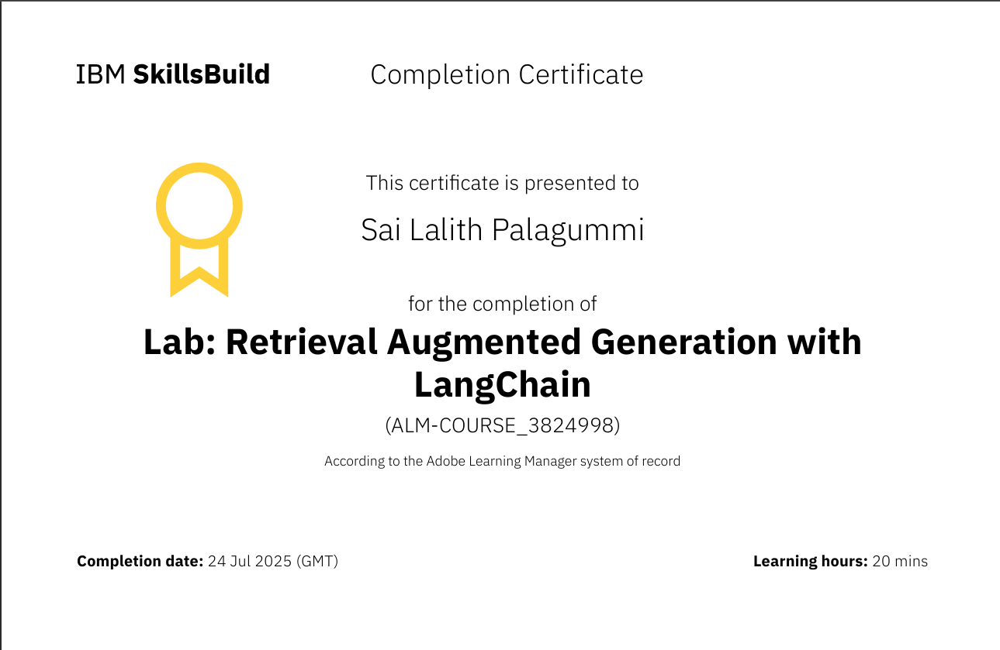 IBM SkillsBuild
Completion Certificate
This certificate is presented to
Sai Lalith Palagummi
for the completion of
Lab: Retrieval Augmented Generation with
LangChain
(ALM-COURSE_3824998)
According to the Adobe Learning Manager system of record
Completion date: 24 Jul 2025 (GMT)
Learning hours: 20 mins